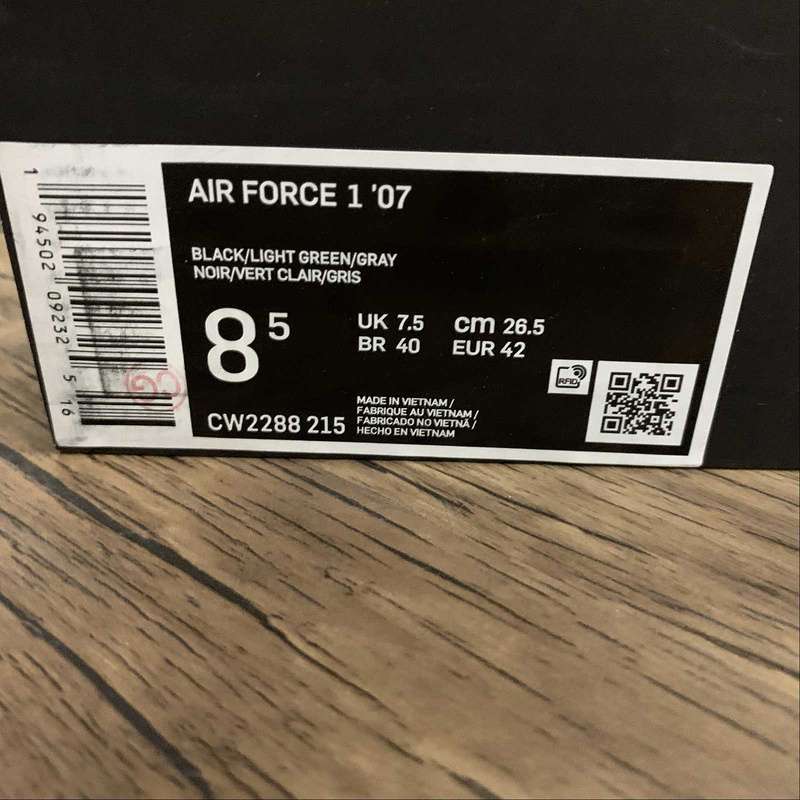 AIR FORCE 1 '07
BLACK/LIGHT GREEN/GRAY
NOIR/VERT CLAIR/GRIS
8 5
UK 7.5 cm 26.5
BR 40 EUR 42
RFID
CW2288 215
MADE IN VIETNAM /
FABRIQUE AU VIETNAM /
FABRICADO NO VIETNÃ /
HECHO EN VIETNAM
1 94502 09232 5 16